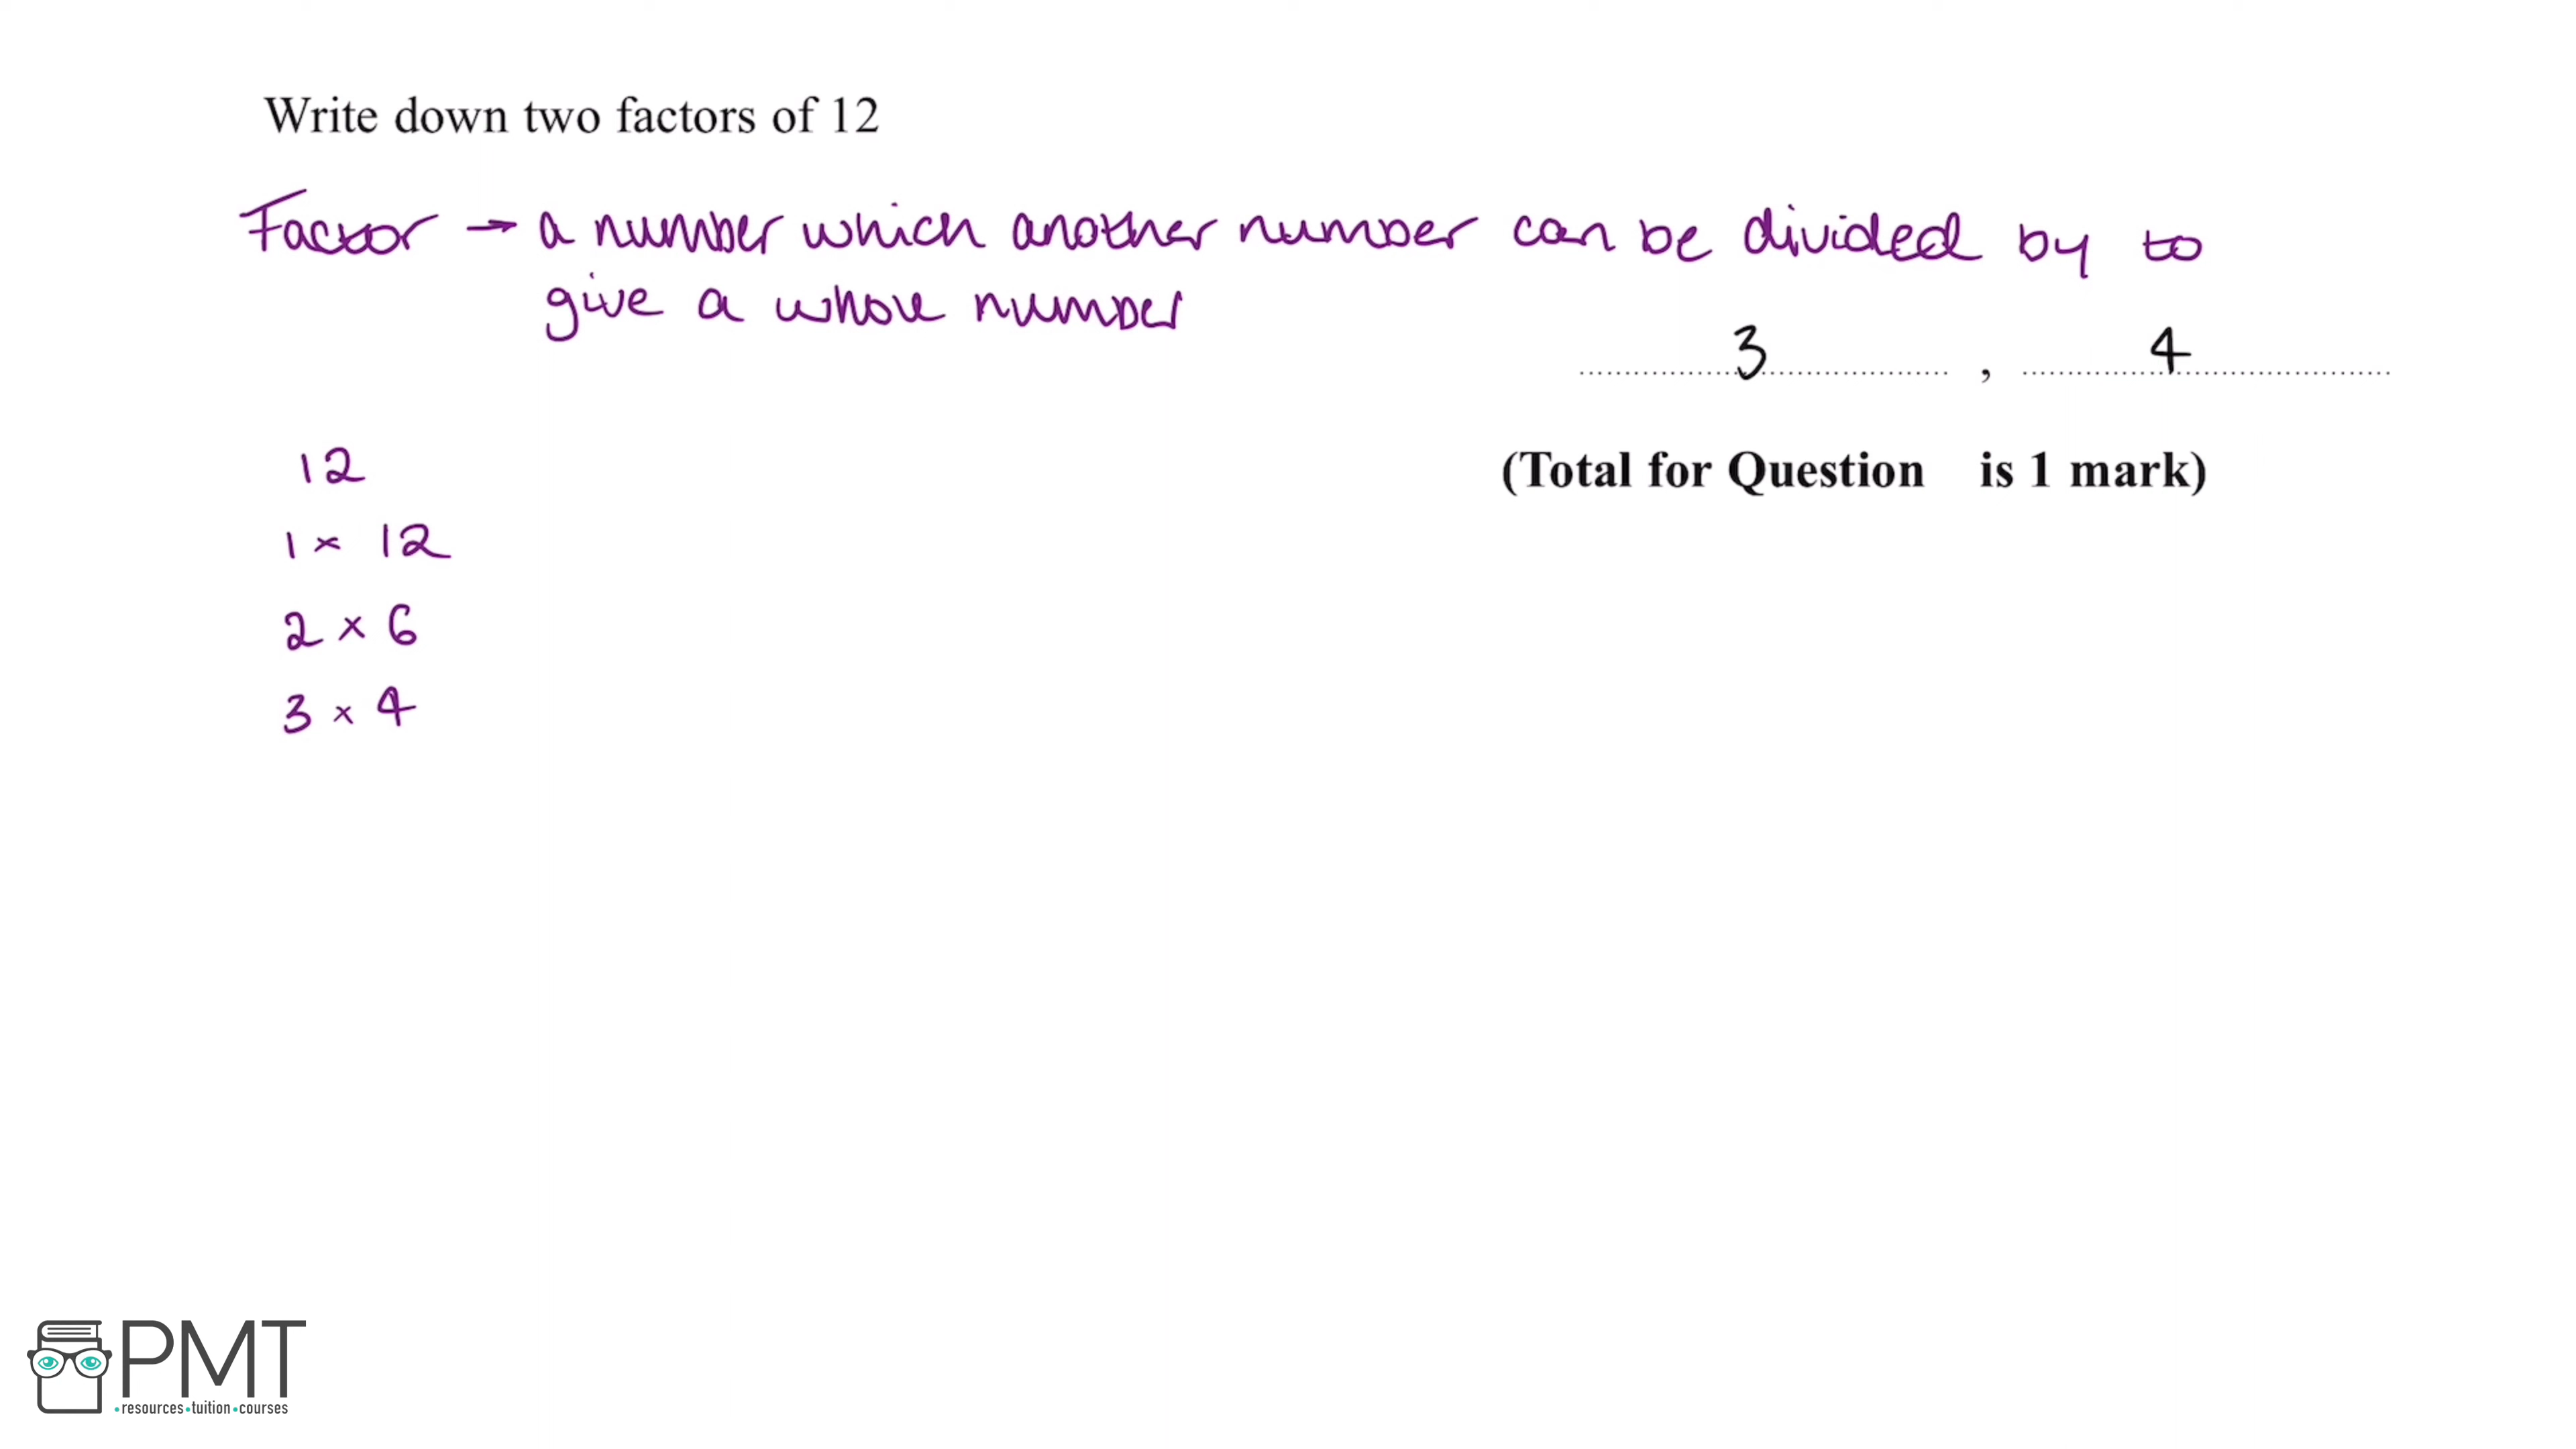 Write down two factors of 12
Factor → a number which another number can be divided by to
give a whole number
3 , 4
(Total for Question is 1 mark)
12
1 × 12
2 × 6
3 × 4
PMT
•resources•tuition•courses